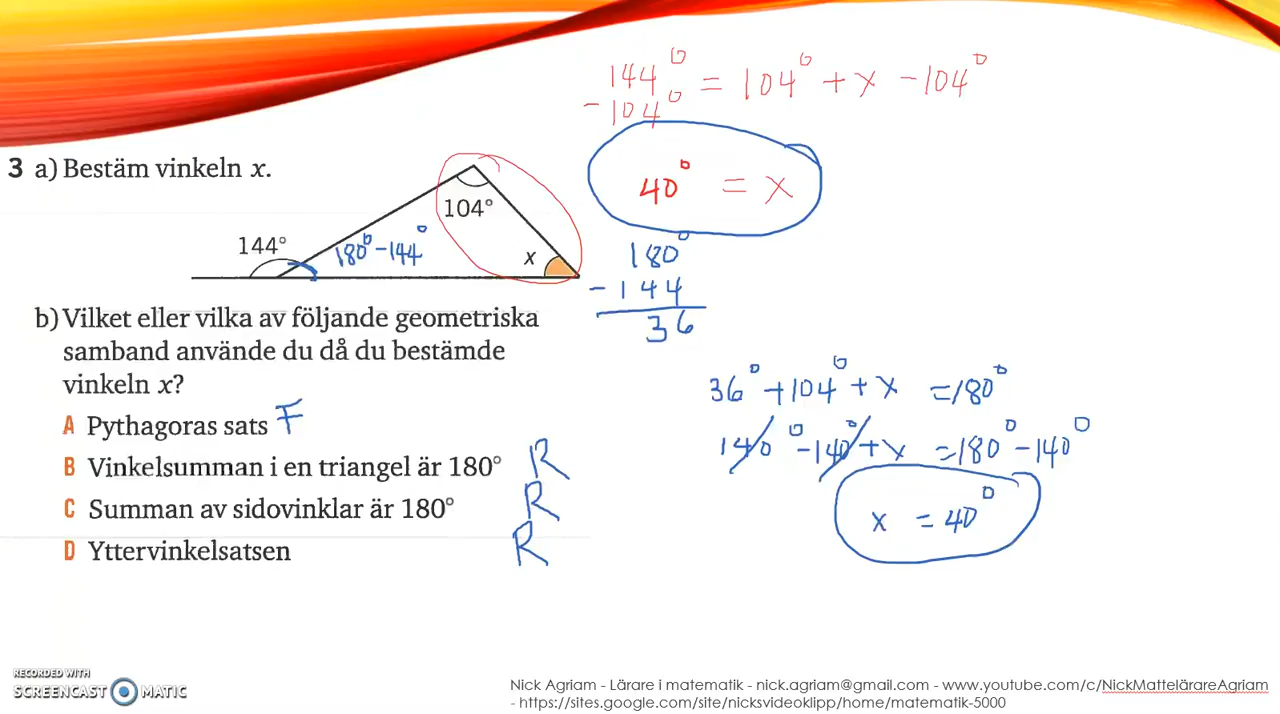 144° = 104° + x - 104°
-104°
40° = x
3 a) Bestäm vinkeln x.
104°
144°
180° - 144°
x
180°
- 144
36
b) Vilket eller vilka av följande geometriska
samband använde du då du bestämde
vinkeln x?
A Pythagoras sats F
B Vinkelsumman i en triangel är 180° R
C Summan av sidovinklar är 180° R
D Yttervinkelsatsen R
36° + 104° + x = 180°
140° - 140° + x = 180° - 140°
x = 40°
RECORDED WITH
SCREENCAST MATIC
Nick Agriam - Lärare i matematik - nick.agriam@gmail.com - www.youtube.com/c/NickMattelärareAgriam
- https://sites.google.com/site/nicksvideoklipp/home/matematik-5000